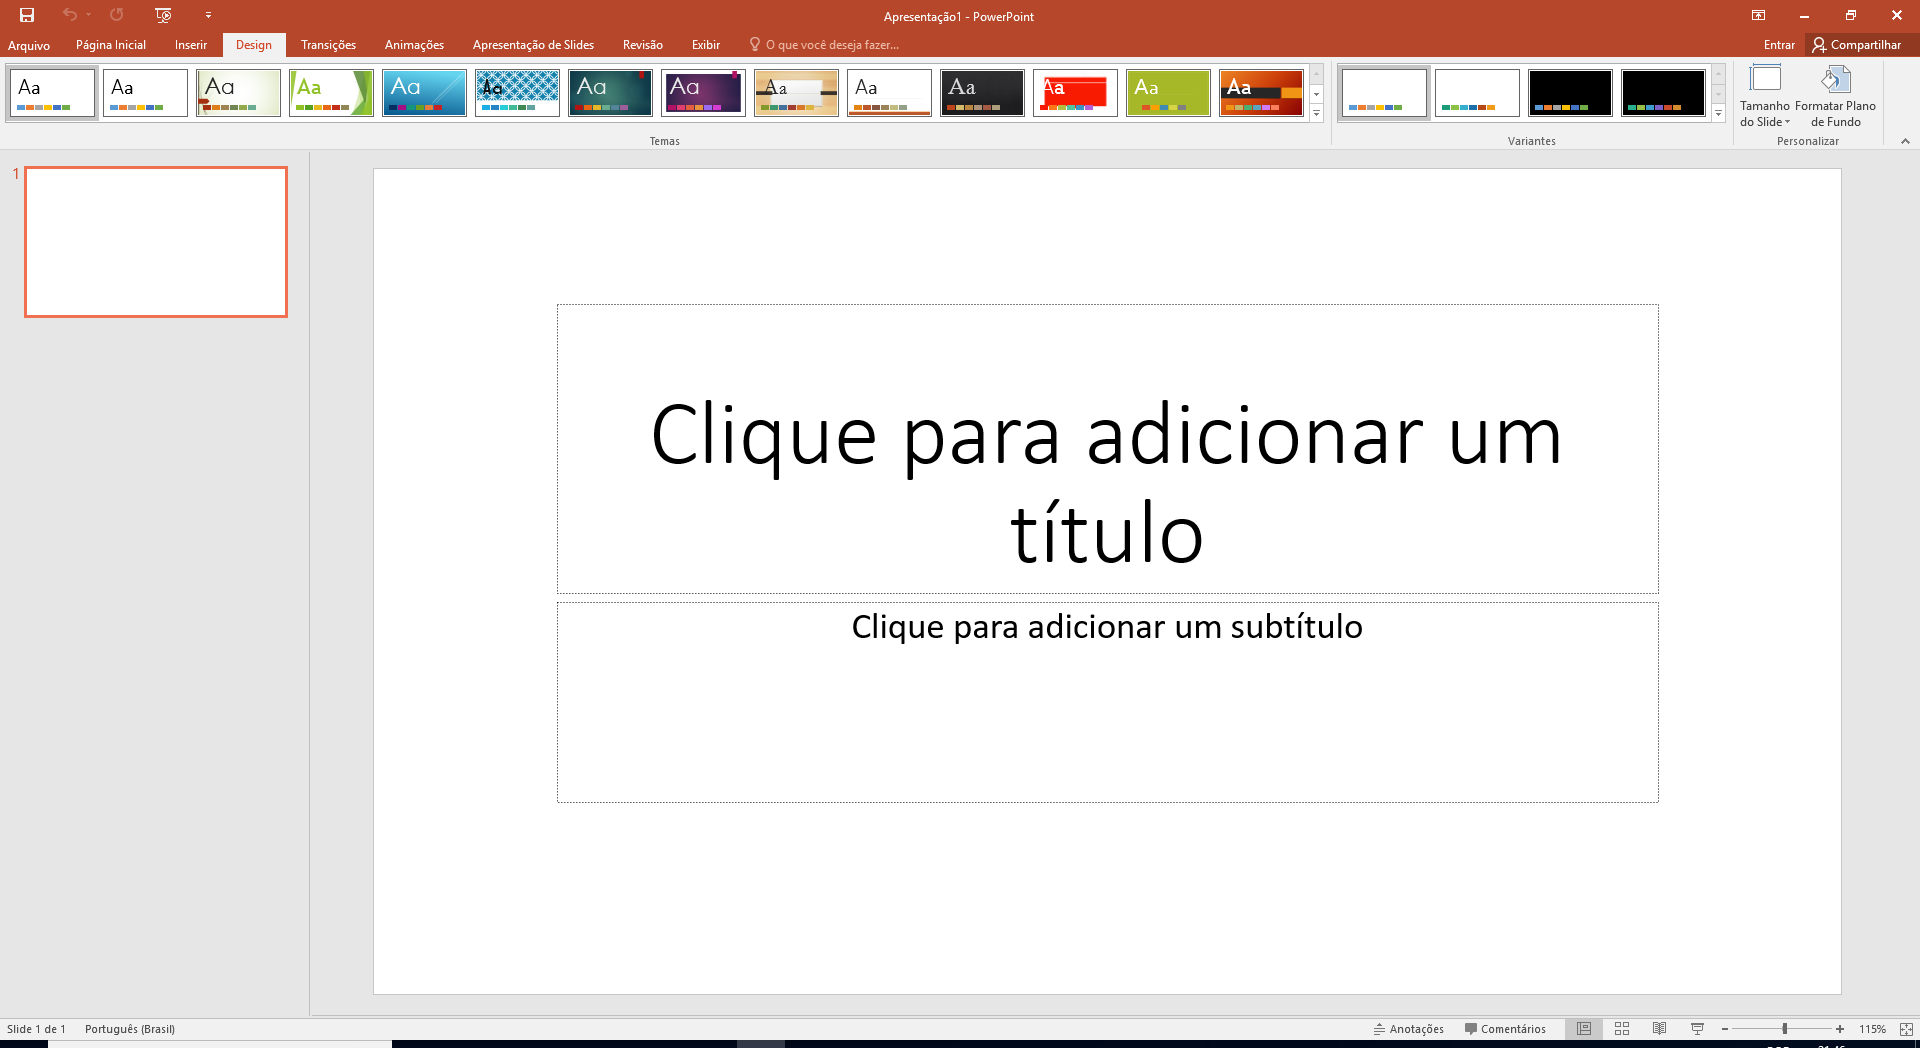 Apresentação1 - PowerPoint
Arquivo Página Inicial Inserir Design Transições Animações Apresentação de Slides Revisão Exibir O que você deseja fazer... Entrar Compartilhar
Aa Aa Aa Aa Aa Aa Aa Aa Aa Aa Aa Aa Aa Aa
Tamanho do Slide
Formatar Plano de Fundo
Temas Variantes Personalizar
1
Clique para adicionar um
título
Clique para adicionar um subtítulo
Slide 1 de 1 Português (Brasil) Anotações Comentários 115%